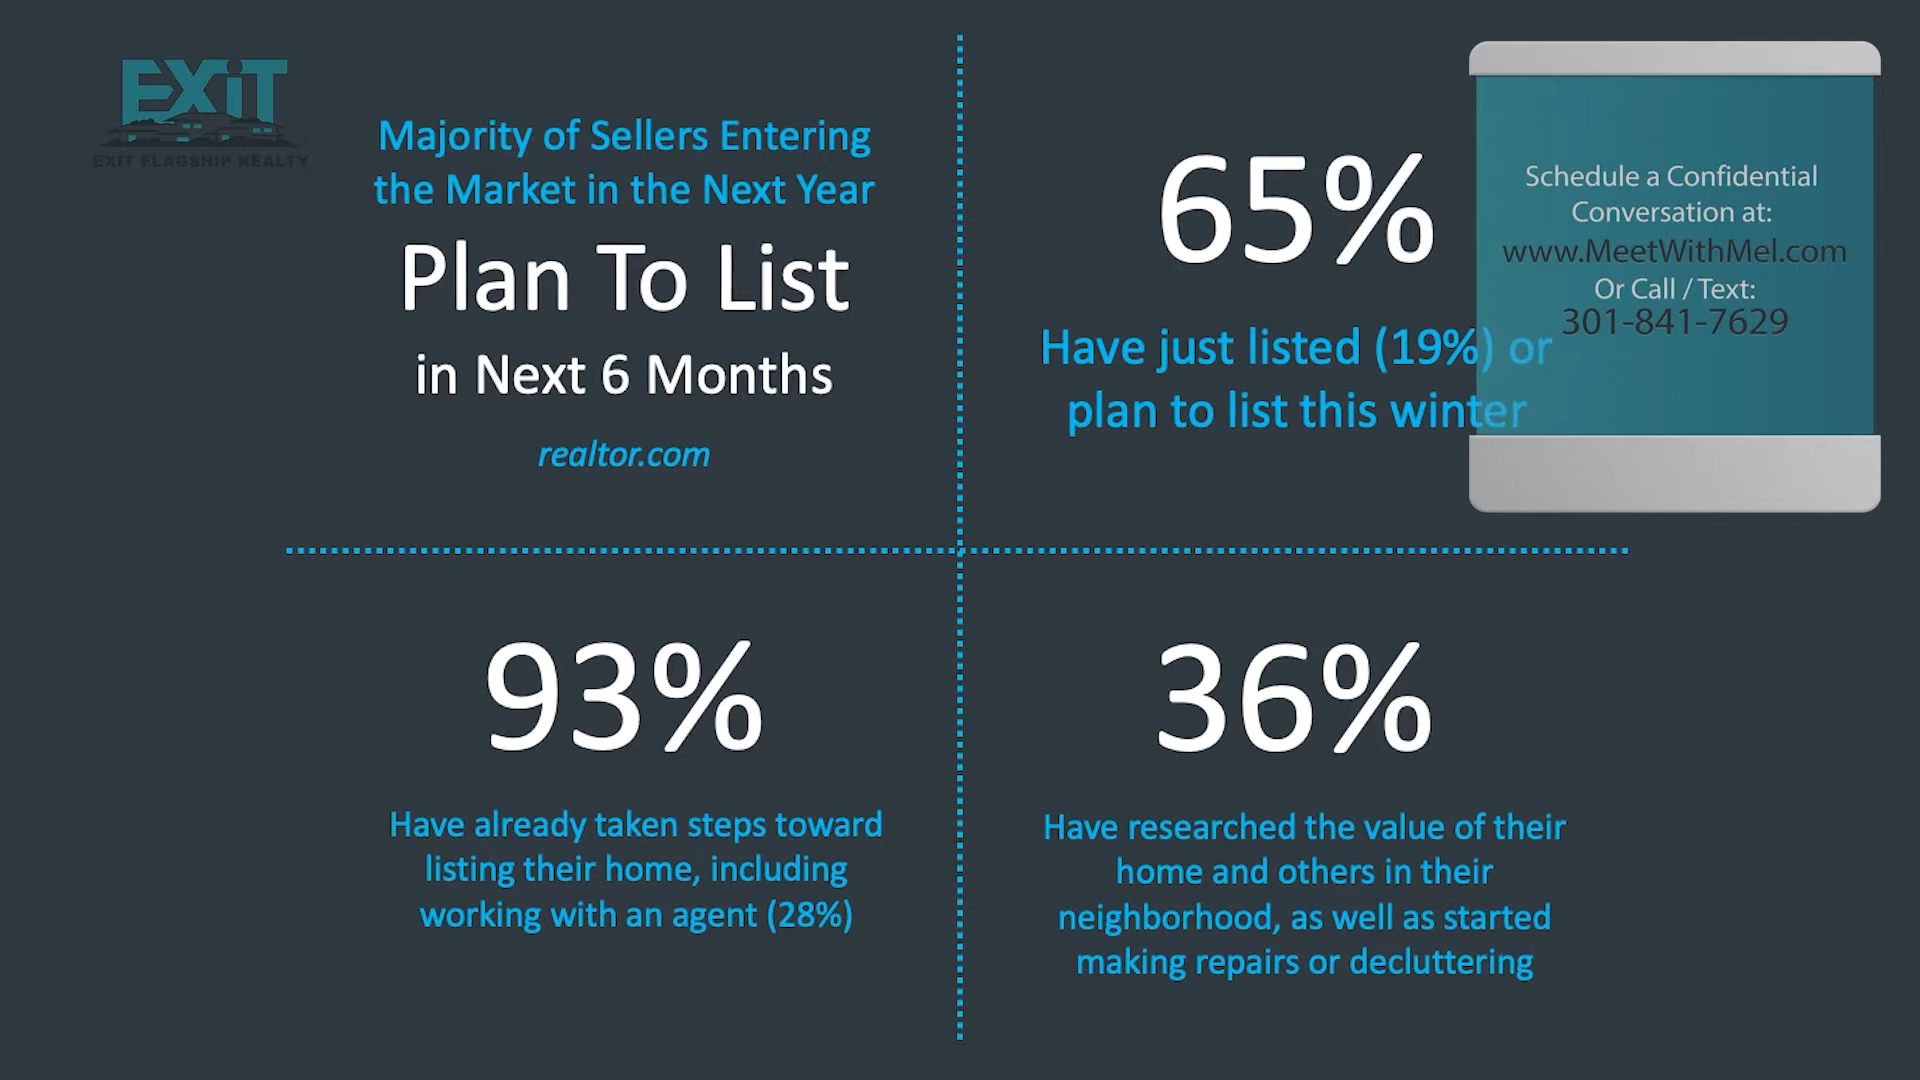 EXiT
EXIT FLAGSHIP REALTY
Majority of Sellers Entering
the Market in the Next Year
Plan To List
in Next 6 Months
realtor.com
65%
Have just listed (19%) or
plan to list this winter
Schedule a Confidential
Conversation at:
www.MeetWithMel.com
Or Call / Text:
301-841-7629
93%
Have already taken steps toward
listing their home, including
working with an agent (28%)
36%
Have researched the value of their
home and others in their
neighborhood, as well as started
making repairs or decluttering